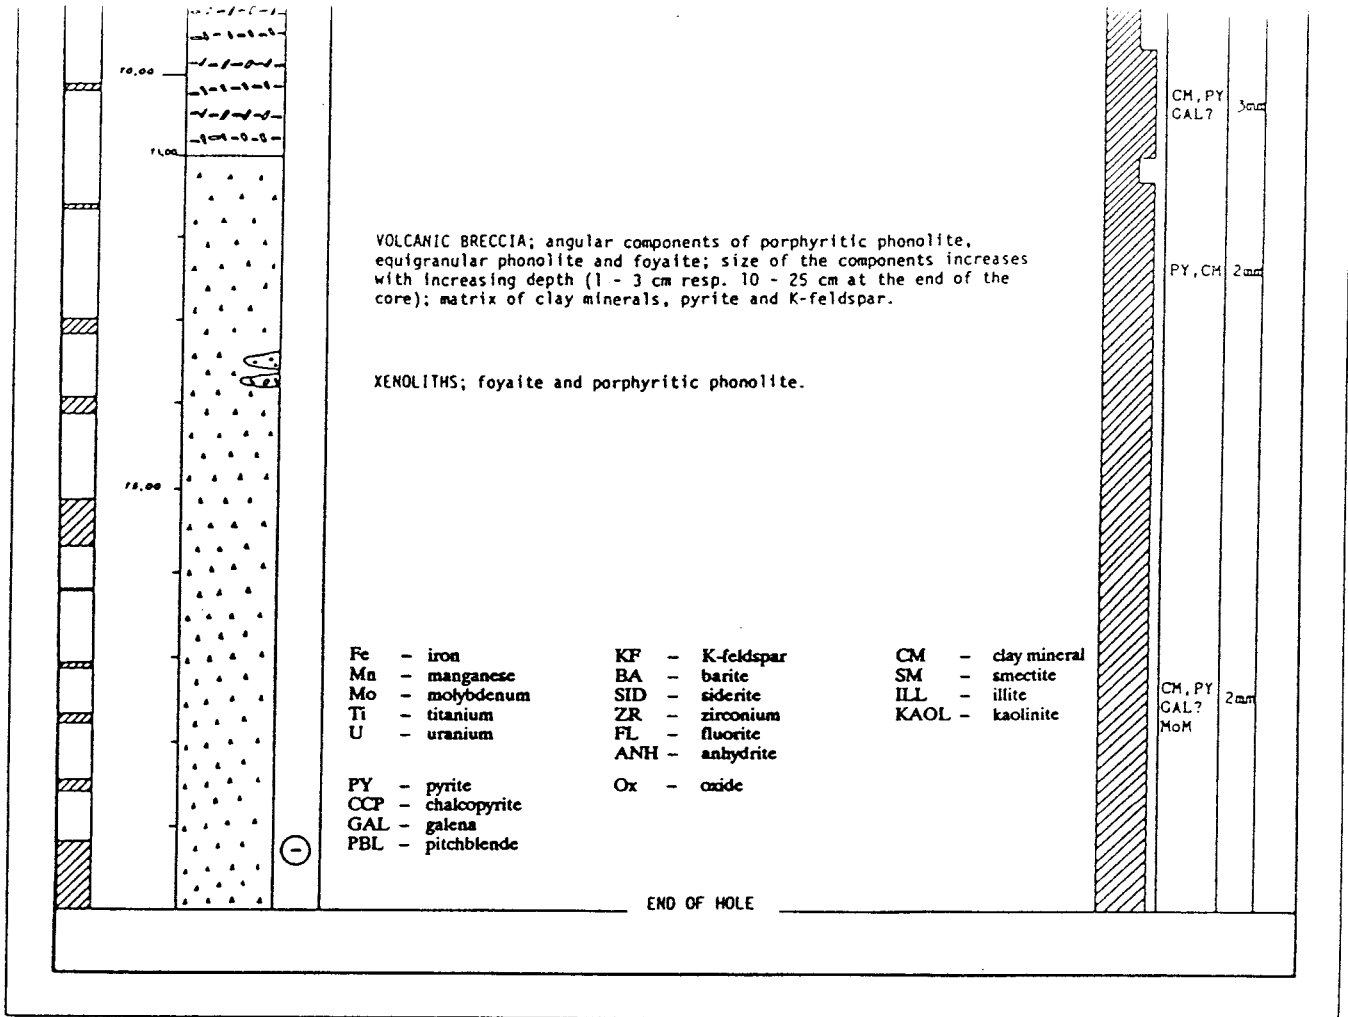 70,00
CM, PY 3mm
GAL?
71,00
VOLCANIC BRECCIA; angular components of porphyritic phonolite,
equigranular phonolite and foyaite; size of the components increases
with increasing depth (1 - 3 cm resp. 10 - 25 cm at the end of the
core); matrix of clay minerals, pyrite and K-feldspar.
PY, CM 2mm
XENOLITHS; foyaite and porphyritic phonolite.
75,00
Fe – iron KF – K-feldspar CM – clay mineral
Mn – manganese BA – barite SM – smectite
Mo – molybdenum SID – siderite ILL – illite
Ti – titanium ZR – zirconium KAOL – kaolinite
U – uranium FL – fluorite
ANH – anhydrite
PY – pyrite Ox – oxide
CCP – chalcopyrite
GAL – galena
PBL – pitchblende
CM, PY 2mm
GAL?
MoM
END OF HOLE